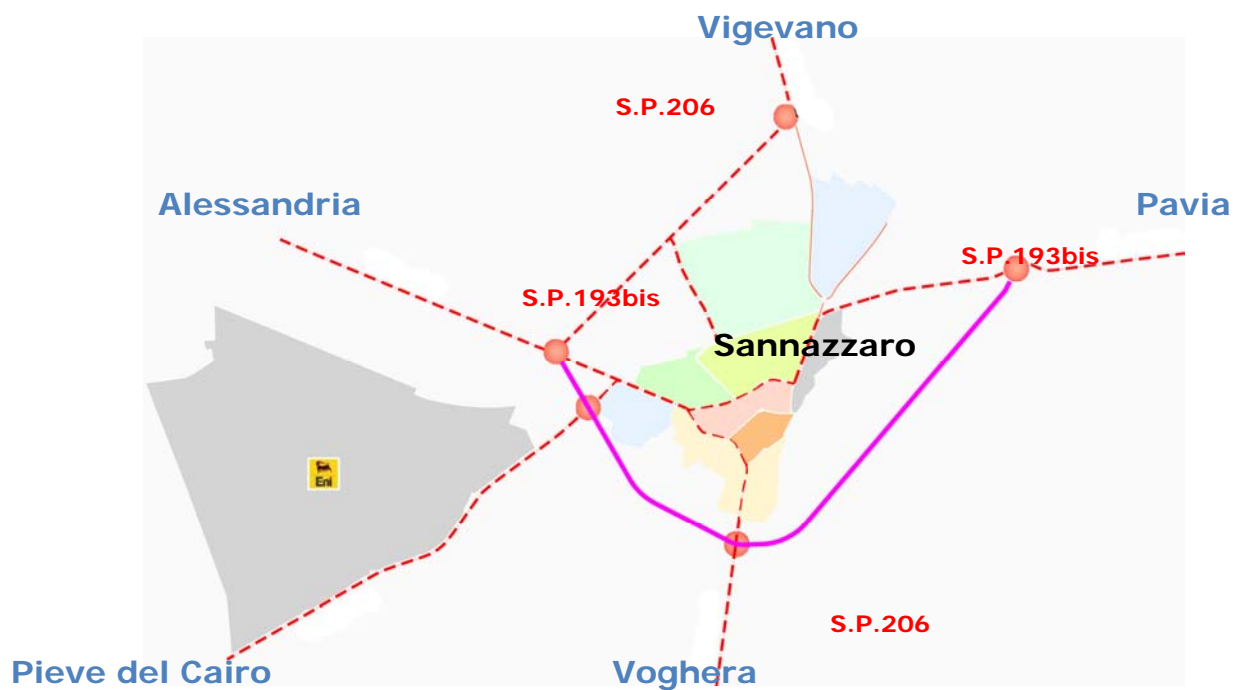 Vigevano
S.P.206
Alessandria
Pavia
S.P.193bis
S.P.193bis
Sannazzaro
Eni
S.P.206
Pieve del Cairo
Voghera